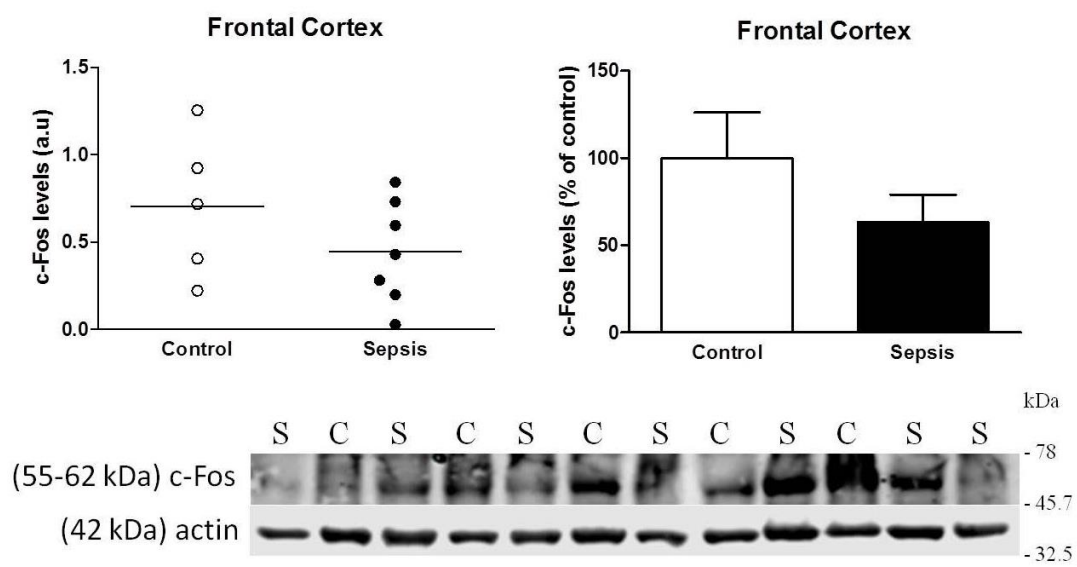 Frontal Cortex
c-Fos levels (a.u)
1.5
1.0
0.5
0.0
Control Sepsis
Frontal Cortex
c-Fos levels (% of control)
150
100
50
0
Control Sepsis
kDa
S C S C S C S C S C S S
- 78
(55-62 kDa) c-Fos
- 45.7
(42 kDa) actin
- 32.5